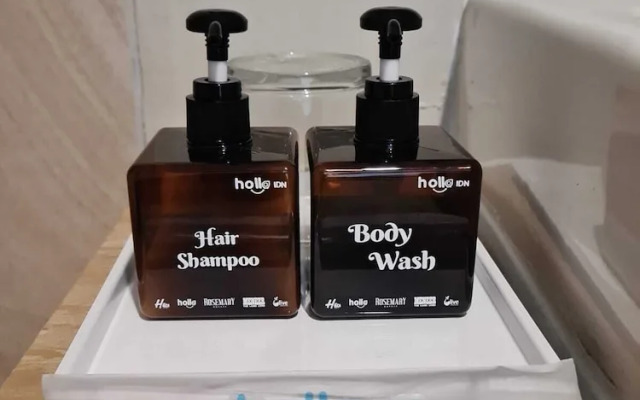 hollo IDN
Hair
Shampoo
hollo
ROSEMARY
hollo IDN
Body
Wash
hollo
ROSEMARY